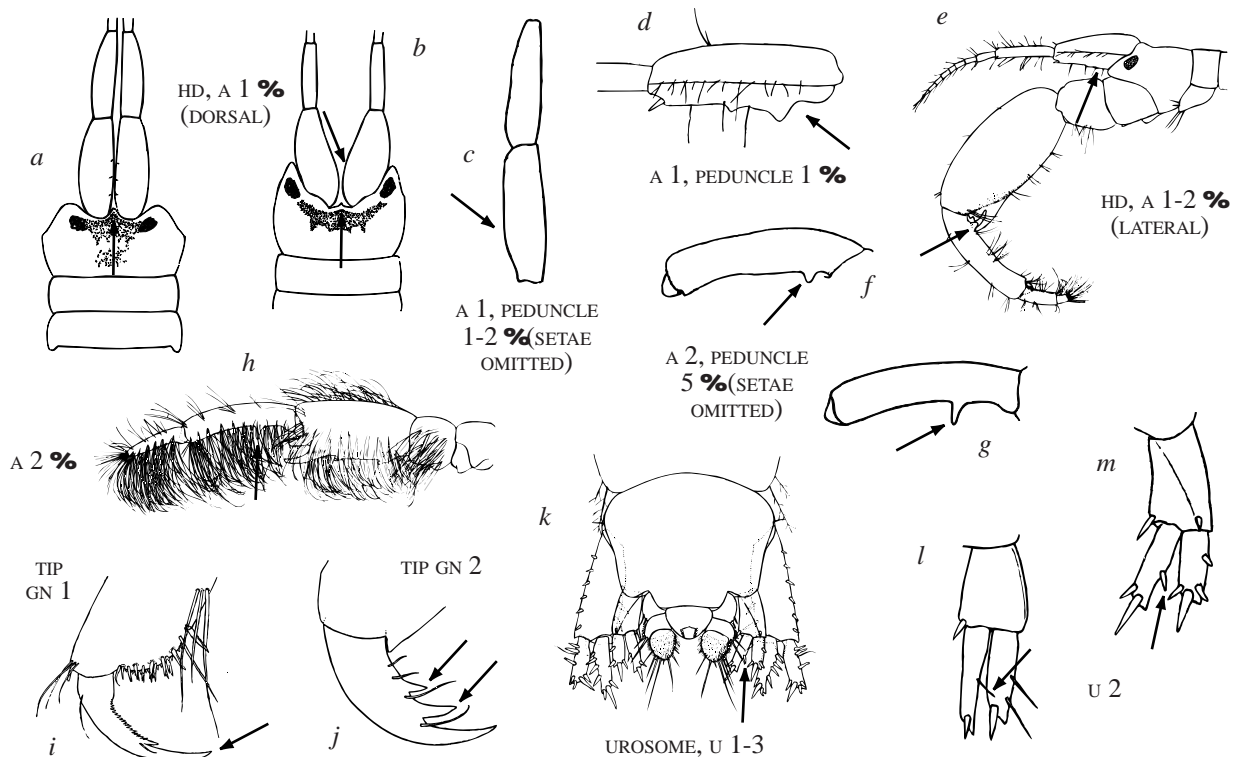 a
b
HD, A 1 %
(DORSAL)
c
A 1, PEDUNCLE
1-2 %(SETAE
OMITTED)
d
A 1, PEDUNCLE 1 %
e
HD, A 1-2 %
(LATERAL)
f
A 2, PEDUNCLE
5 %(SETAE
OMITTED)
g
h
A 2 %
TIP
GN 1
i
TIP GN 2
j
k
UROSOME, U 1-3
l
m
U 2